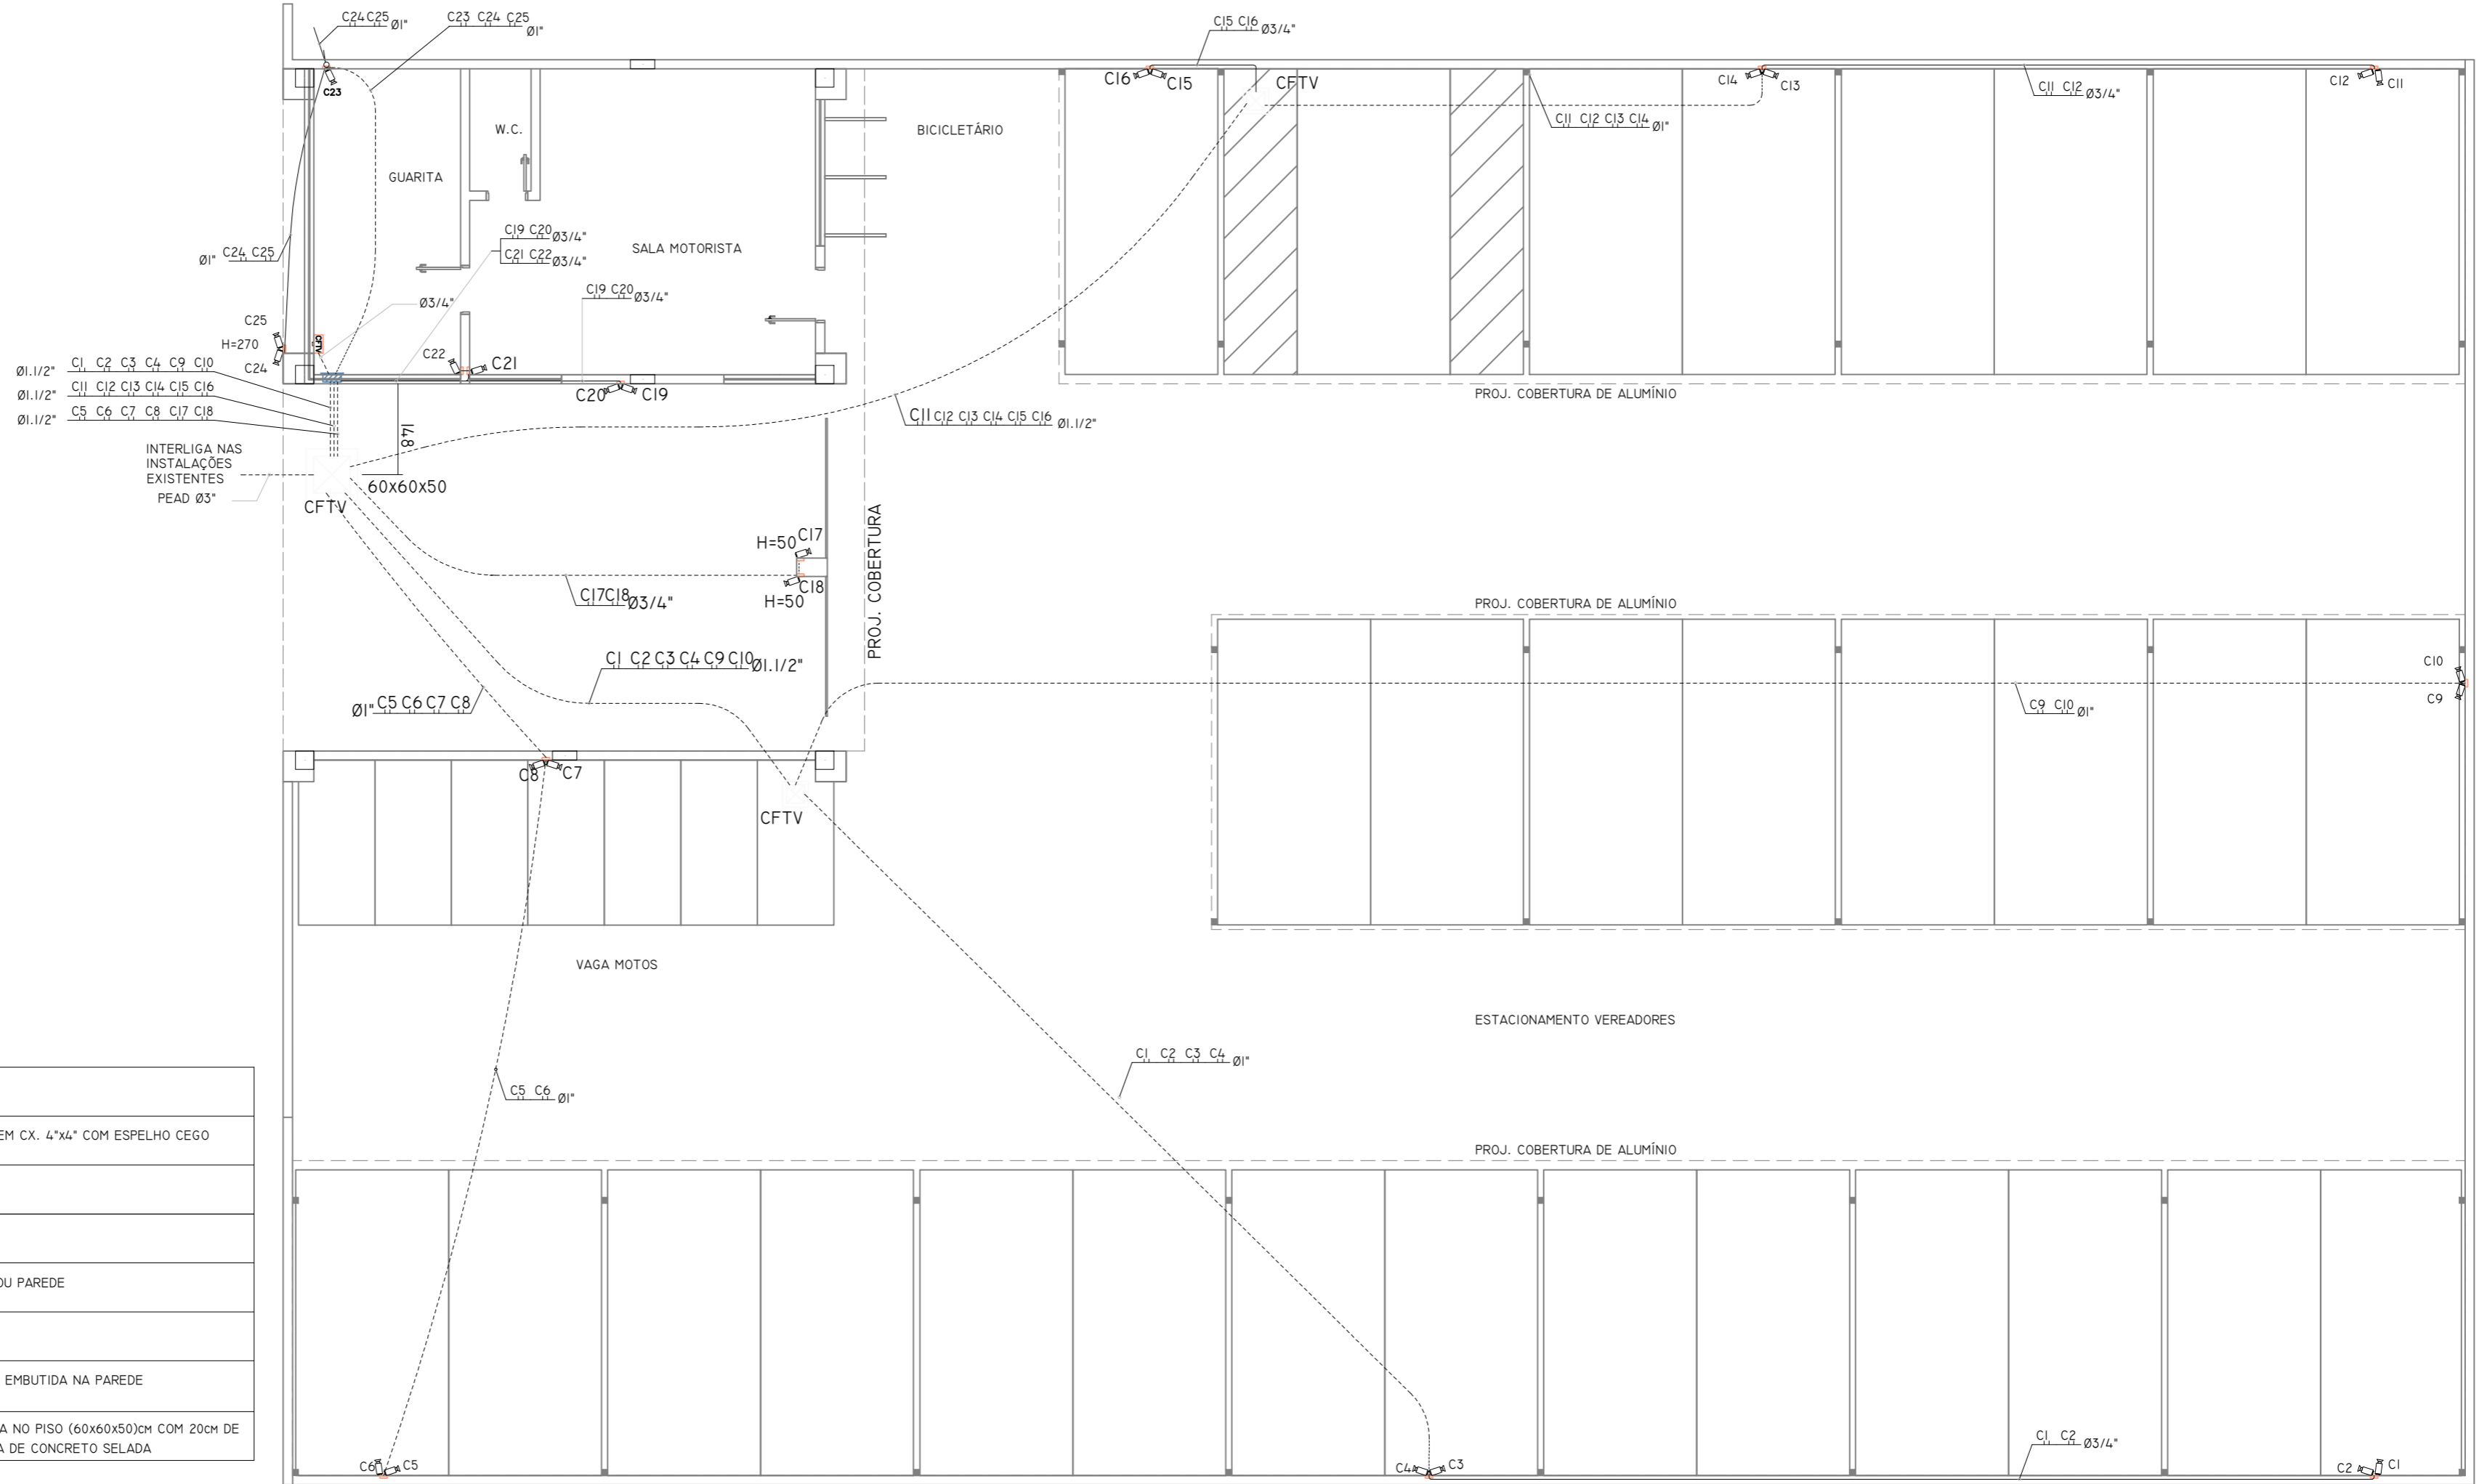 C24 C25 Ø1"
C23 C24 C25
Ø1"
C15 C16 Ø3/4"
C23
W.C.
BICICLETÁRIO
C16 C15
CFTV
C14 C13
C11 C12 Ø3/4"
C12 C11
C11 C12 C13 C14 Ø1"
GUARITA
C19 C20 Ø3/4"
C21 C22 Ø3/4"
SALA MOTORISTA
Ø1" C24 C25
C19 C20 Ø3/4"
Ø3/4"
C25
H=270
C24
CFTV
C22 C21
C20 C19
Ø1.1/2" C1 C2 C3 C4 C9 C10
Ø1.1/2" C11 C12 C13 C14 C15 C16
Ø1.1/2" C5 C6 C7 C8 C17 C18
PROJ. COBERTURA DE ALUMÍNIO
C11 C12 C13 C14 C15 C16 Ø1.1/2"
148
INTERLIGA NAS
INSTALAÇÕES
EXISTENTES
PEAD Ø3"
60x60x50
CFTV
H=50 C17
C18
H=50
PROJ. COBERTURA
C17 C18 Ø3/4"
PROJ. COBERTURA DE ALUMÍNIO
C1 C2 C3 C4 C9 C10 Ø1.1/2"
C10
C9
C9 C10 Ø1"
Ø1" C5 C6 C7 C8
C8 C7
CFTV
VAGA MOTOS
ESTACIONAMENTO VEREADORES
C1 C2 C3 C4 Ø1"
C5 C6 Ø1"
PROJ. COBERTURA DE ALUMÍNIO
EM CX. 4"x4" COM ESPELHO CEGO
OU PAREDE
EMBUTIDA NA PAREDE
A NO PISO (60x60x50)cm COM 20cm DE
A DE CONCRETO SELADA
C6 C5
C4 C3
C1 C2 Ø3/4"
C2 C1